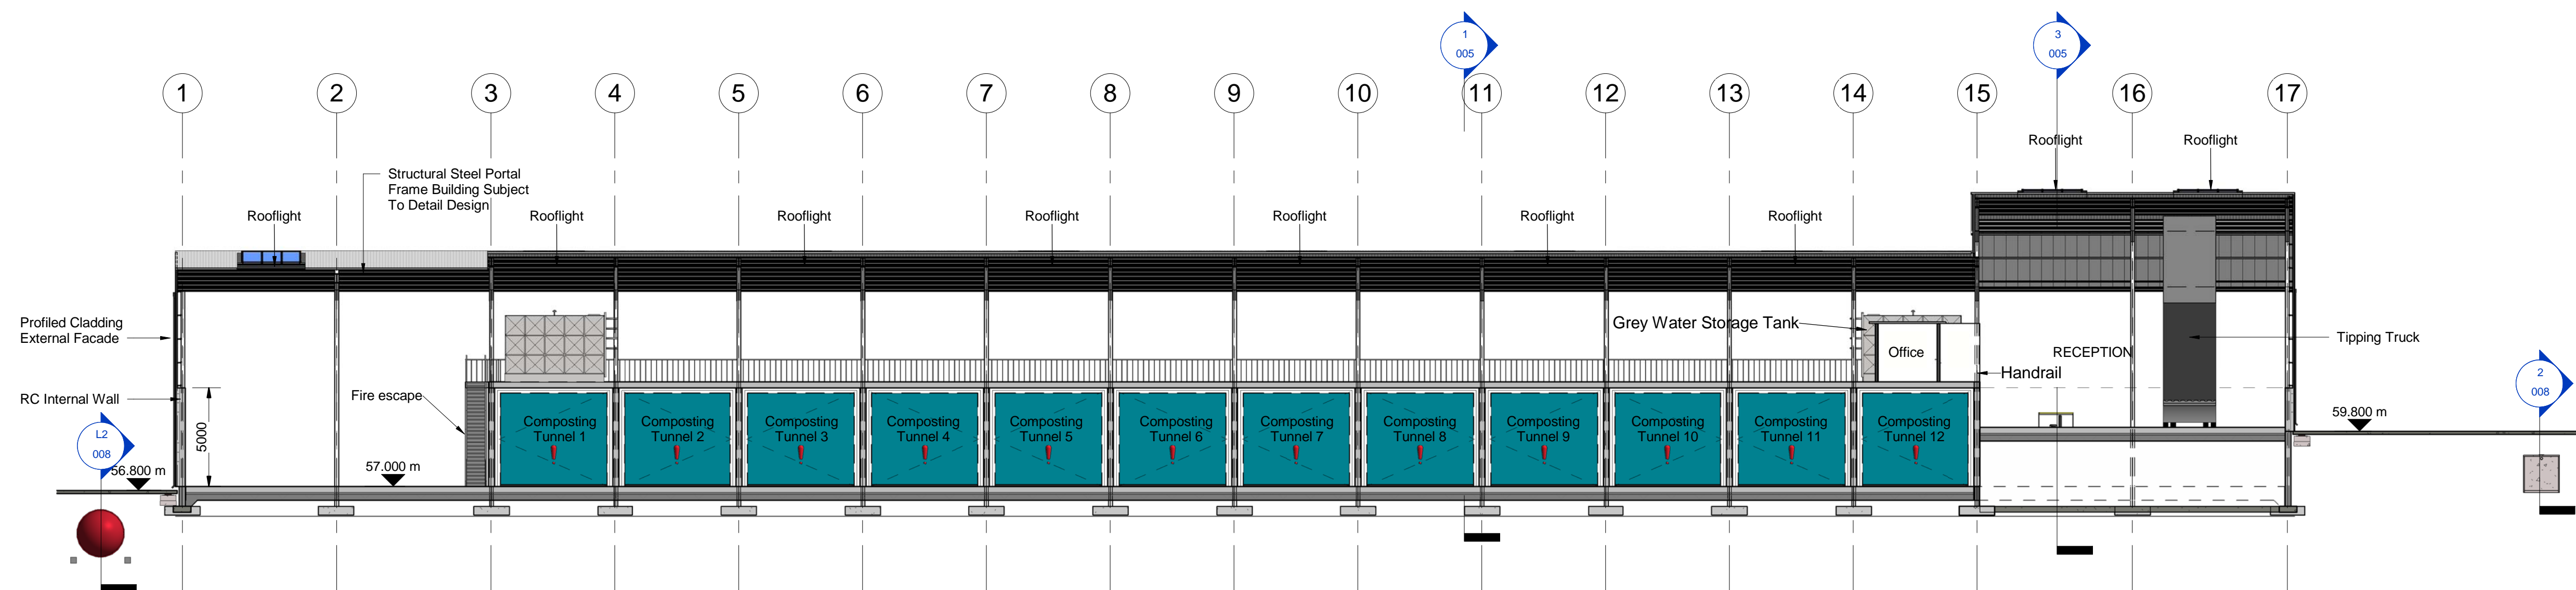 1
005
3
005
1
2
3
4
5
6
7
8
9
10
11
12
13
14
15
16
17
Rooflight
Rooflight
Structural Steel Portal
Frame Building Subject
To Detail Design
Rooflight
Rooflight
Rooflight
Rooflight
Rooflight
Rooflight
Rooflight
Profiled Cladding
External Facade
Grey Water Storage Tank
Office
RECEPTION
Tipping Truck
Handrail
2
008
RC Internal Wall
Fire escape
5000
59.800 m
L2
008
56.800 m
57.000 m
Composting
Tunnel 1
Composting
Tunnel 2
Composting
Tunnel 3
Composting
Tunnel 4
Composting
Tunnel 5
Composting
Tunnel 6
Composting
Tunnel 7
Composting
Tunnel 8
Composting
Tunnel 9
Composting
Tunnel 10
Composting
Tunnel 11
Composting
Tunnel 12